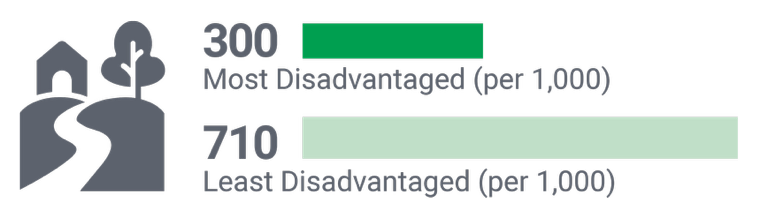 300
Most Disadvantaged (per 1,000)
710
Least Disadvantaged (per 1,000)